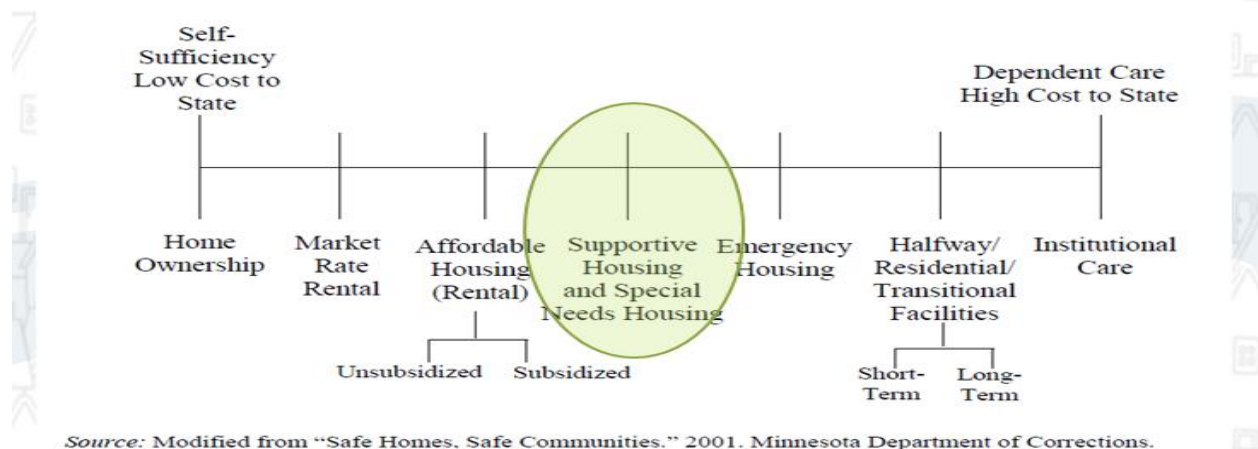 Self-
Sufficiency
Low Cost to
State
Dependent Care
High Cost to State
Home
Ownership
Market
Rate
Rental
Affordable
Housing
(Rental)
Supportive
Housing
and Special
Needs Housing
Emergency
Housing
Halfway/
Residential/
Transitional
Facilities
Institutional
Care
Unsubsidized
Subsidized
Short-
Term
Long-
Term
Source: Modified from “Safe Homes, Safe Communities.” 2001. Minnesota Department of Corrections.